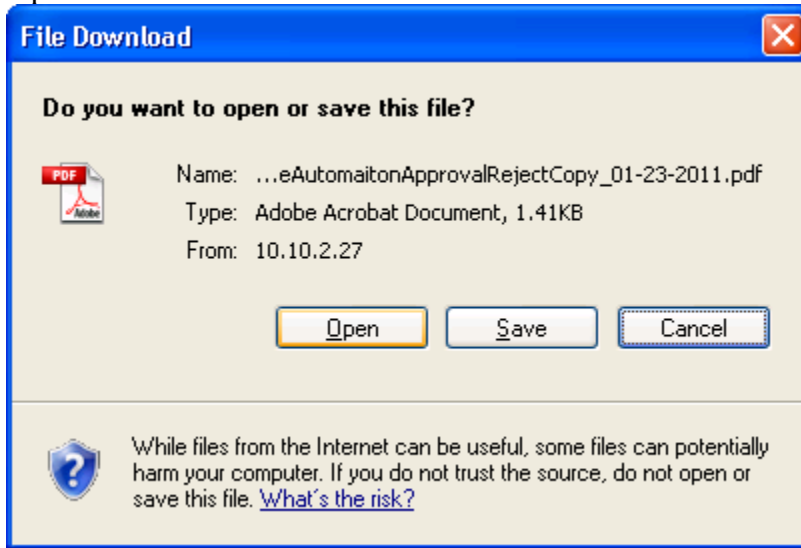 File Download
Do you want to open or save this file?
PDF
Adobe
Name: ...eAutomaitonApprovalRejectCopy_01-23-2011.pdf
Type: Adobe Acrobat Document, 1.41KB
From: 10.10.2.27
Open Save Cancel
While files from the Internet can be useful, some files can potentially
harm your computer. If you do not trust the source, do not open or
save this file. What's the risk?